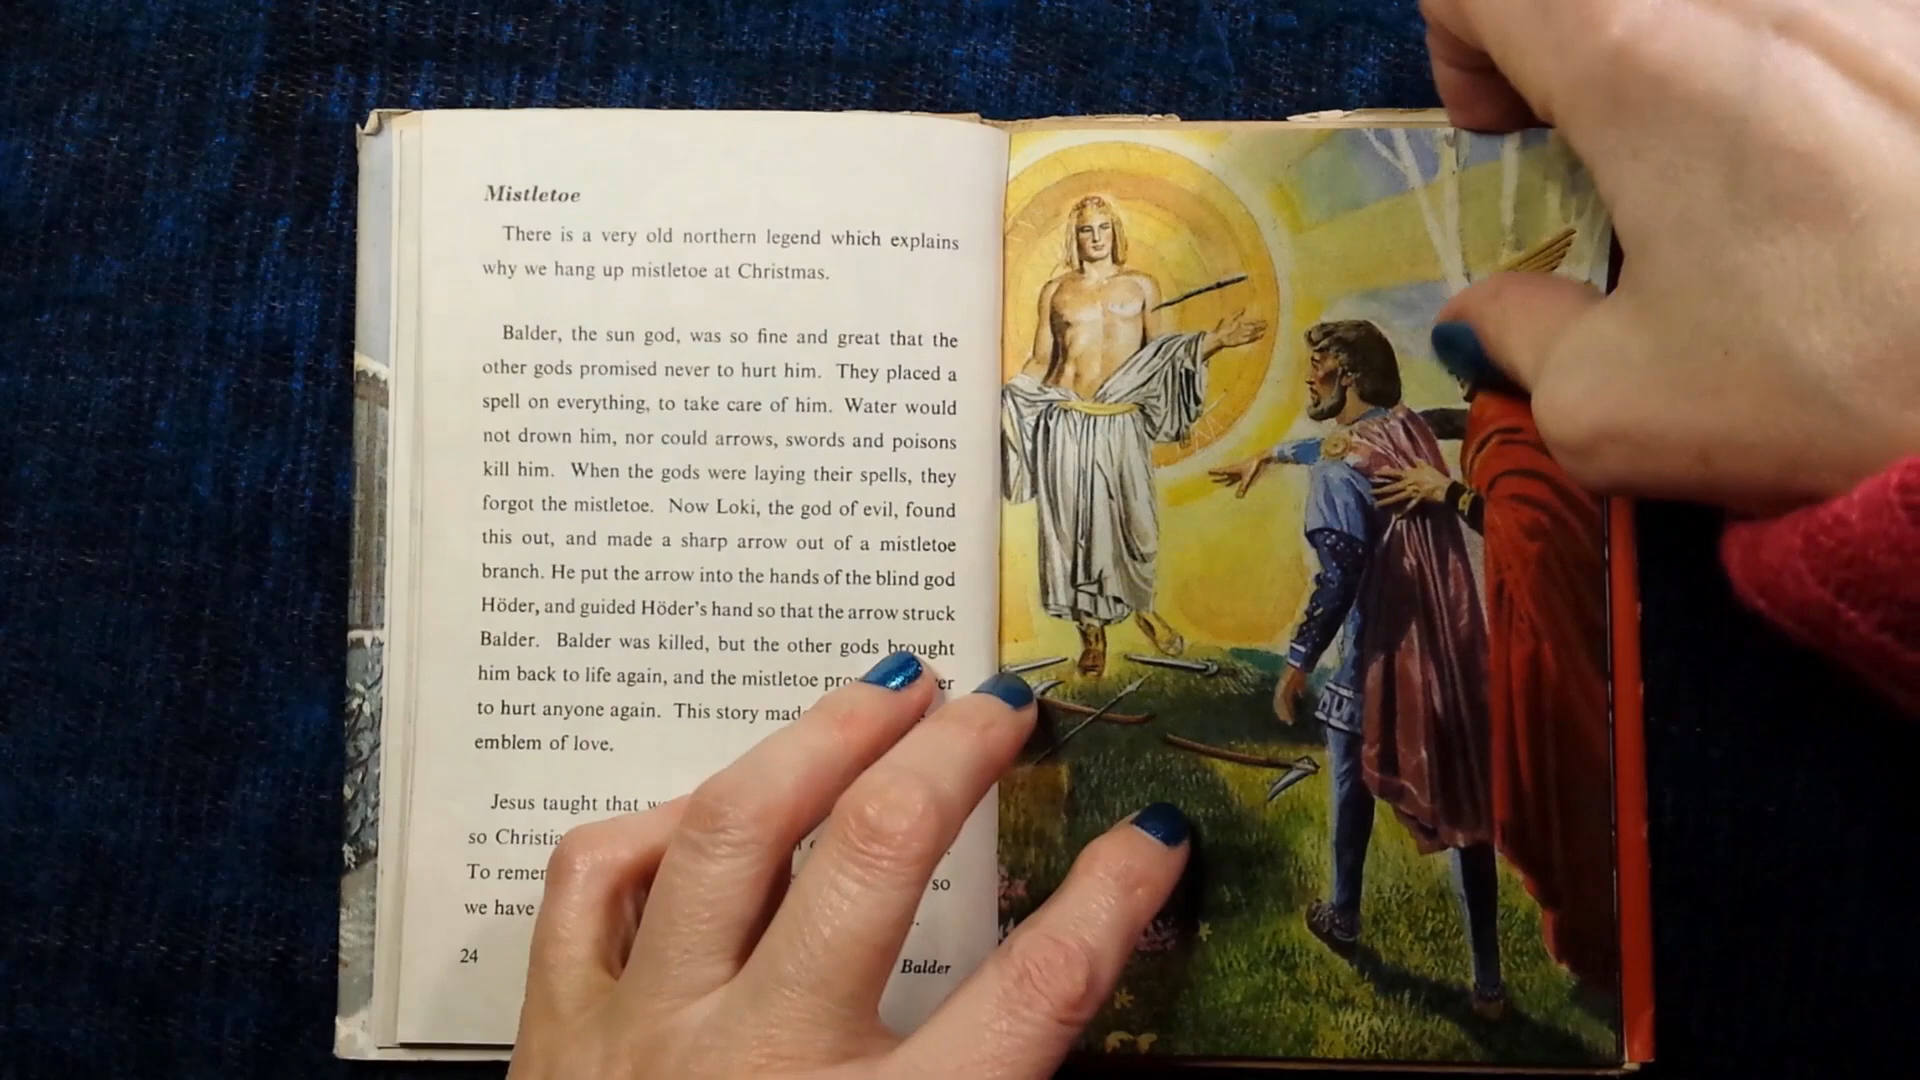 Mistletoe
There is a very old northern legend which explains
why we hang up mistletoe at Christmas.
Balder, the sun god, was so fine and great that the
other gods promised never to hurt him. They placed a
spell on everything, to take care of him. Water would
not drown him, nor could arrows, swords and poisons
kill him. When the gods were laying their spells, they
forgot the mistletoe. Now Loki, the god of evil, found
this out, and made a sharp arrow out of a mistletoe
branch. He put the arrow into the hands of the blind god
Höder, and guided Höder's hand so that the arrow struck
Balder. Balder was killed, but the other gods brought
him back to life again, and the mistletoe
to hurt anyone again. This story made
emblem of love.
Jesus taught that
so
To
so
we have
24
Balder